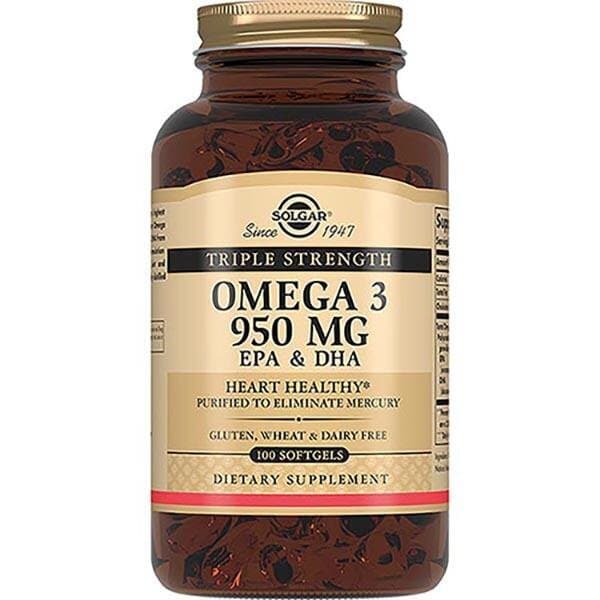 SOLGAR®
Since 1947
TRIPLE STRENGTH
OMEGA 3
950 MG
EPA & DHA
HEART HEALTHY*
PURIFIED TO ELIMINATE MERCURY
GLUTEN, WHEAT & DAIRY FREE
100 SOFTGELS
DIETARY SUPPLEMENT